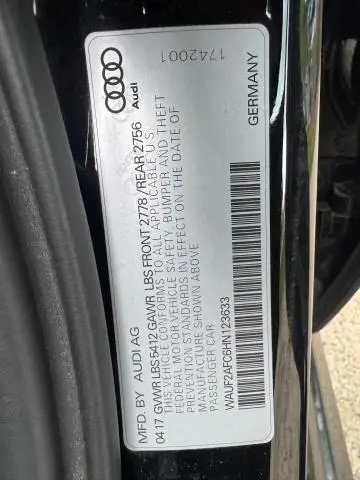 Audi
1742001
MFD. BY AUDI AG
04 17 GVWR LBS 5412 GAWR LBS FRONT 2778 / REAR 2756
THIS VEHICLE CONFORMS TO ALL APPLICABLE U.S.
FEDERAL MOTOR VEHICLE SAFETY, BUMPER AND THEFT
PREVENTION STANDARDS IN EFFECT ON THE DATE OF
MANUFACTURE SHOWN ABOVE
PASSENGER CAR
WAUF2AFC6HN123633
GERMANY